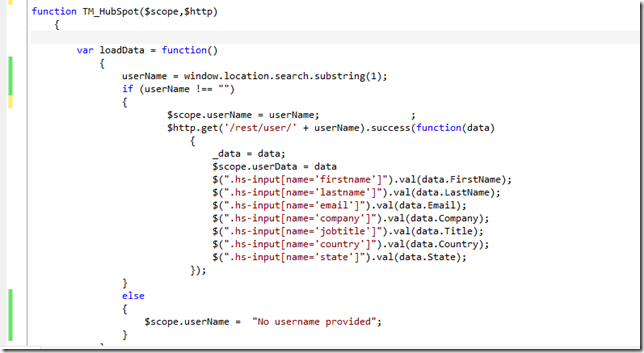 function TM_HubSpot($scope,$http)
{
var loadData = function()
{
userName = window.location.search.substring(1);
if (userName !== "")
{
$scope.userName = userName; ;
$http.get('/rest/user/' + userName).success(function(data)
{
_data = data;
$scope.userData = data
$(".hs-input[name='firstname']").val(data.FirstName);
$(".hs-input[name='lastname']").val(data.LastName);
$(".hs-input[name='email']").val(data.Email);
$(".hs-input[name='company']").val(data.Company);
$(".hs-input[name='jobtitle']").val(data.Title);
$(".hs-input[name='country']").val(data.Country);
$(".hs-input[name='state']").val(data.State);
});
}
else
{
$scope.userName = "No username provided";
}